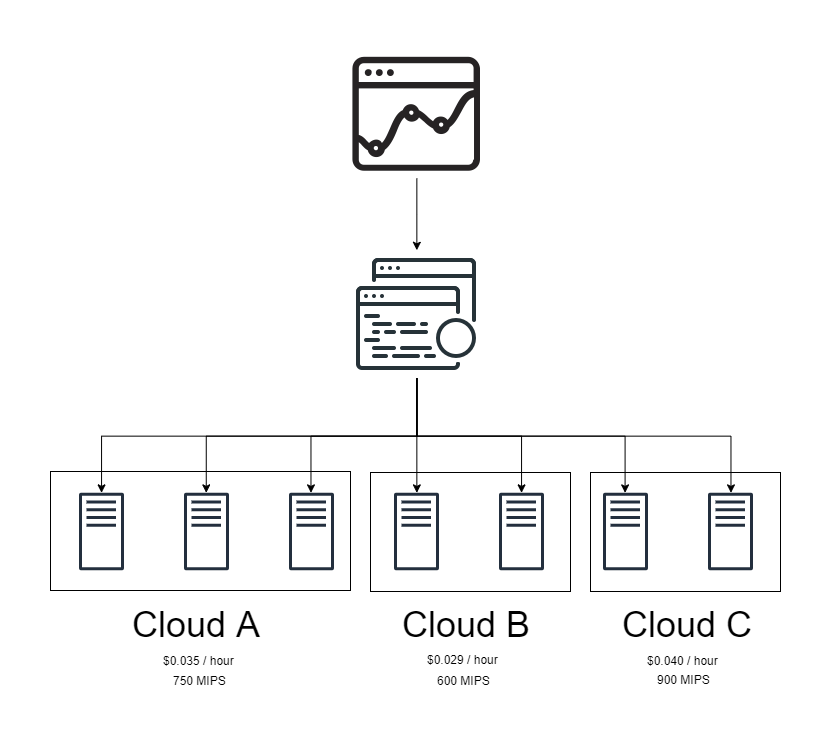 Cloud A
$0.035 / hour
750 MIPS
Cloud B
$0.029 / hour
600 MIPS
Cloud C
$0.040 / hour
900 MIPS